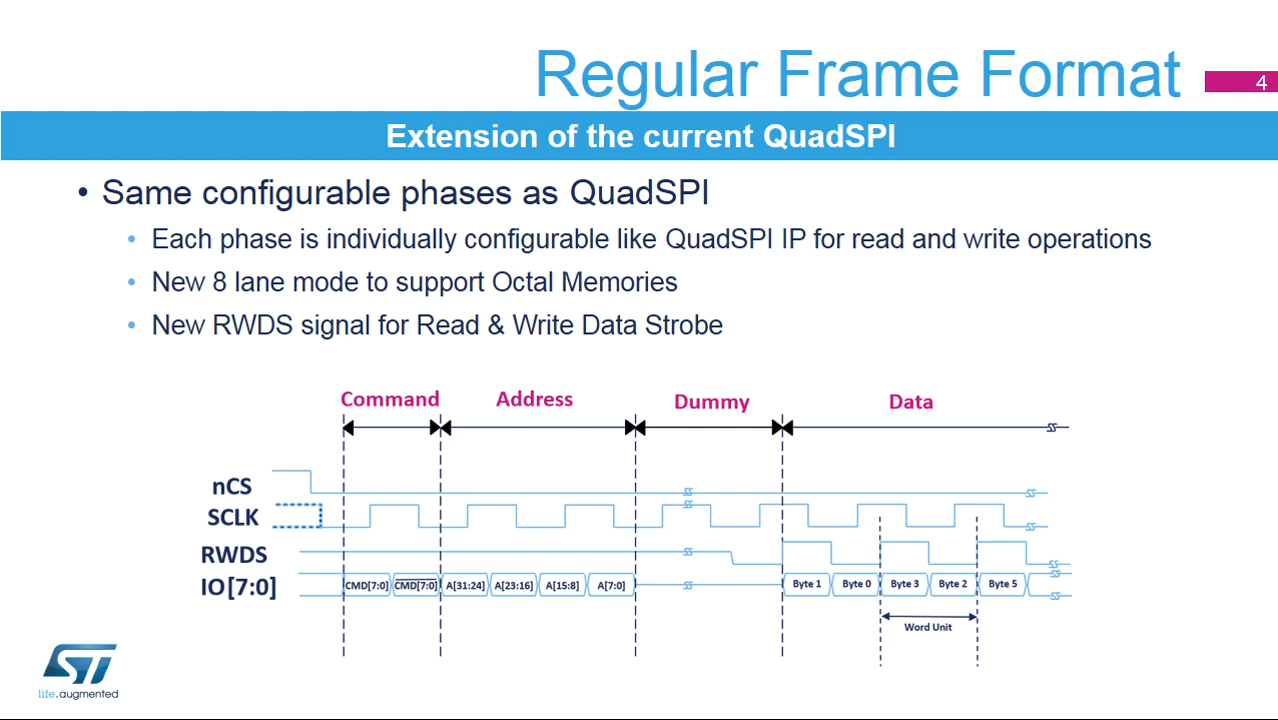 Regular Frame Format
4
Extension of the current QuadSPI
• Same configurable phases as QuadSPI
• Each phase is individually configurable like QuadSPI IP for read and write operations
• New 8 lane mode to support Octal Memories
• New RWDS signal for Read & Write Data Strobe
Command Address Dummy Data
nCS
SCLK
RWDS
IO[7:0] CMD[7:0] CMD[7:0] A[31:24] A[23:16] A[15:8] A[7:0] Byte 1 Byte 0 Byte 3 Byte 2 Byte 5
Word Unit
ST
life.augmented